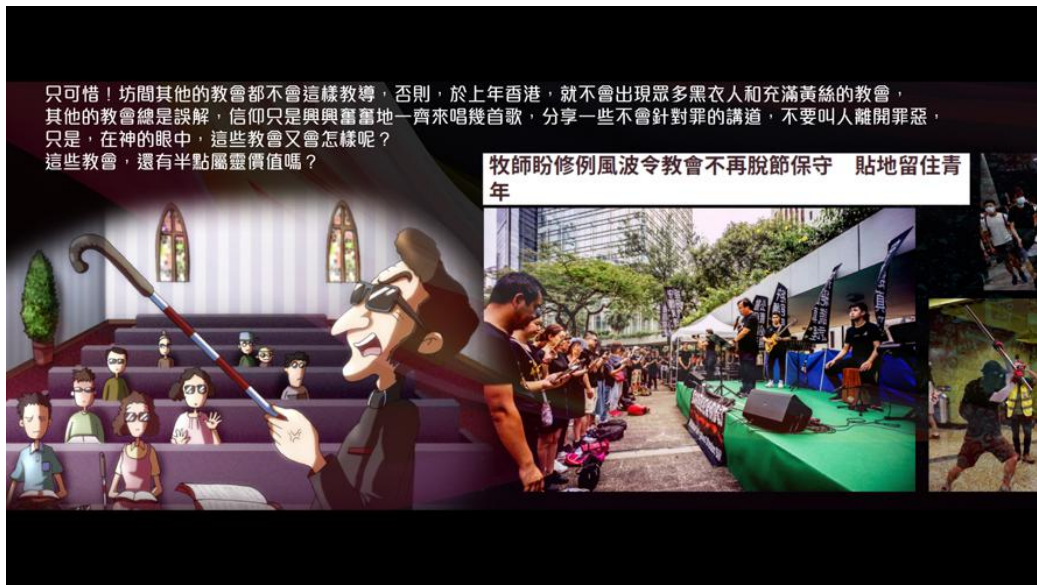 只可惜！坊間其他的教會都不會這樣教導，否則，於上年香港，就不會出現眾多黑衣人和充滿黃絲的教會，
其他的教會總是誤解，信仰只是興興奮奮地一齊來唱幾首歌，分享一些不會針對罪的講道，不要叫人離開罪惡，
只是，在神的眼中，這些教會又會怎樣呢？
這些教會，還有半點屬靈價值嗎？
牧師盼修例風波令教會不再脫節保守　貼地留住青
年